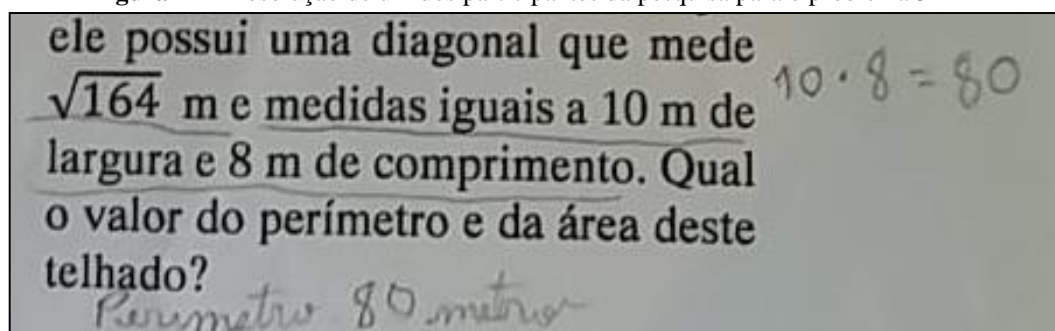 ele possui uma diagonal que mede
√164 m e medidas iguais a 10 m de
largura e 8 m de comprimento. Qual
o valor do perímetro e da área deste
telhado?
10 · 8 = 80
Perimetro 80 metros